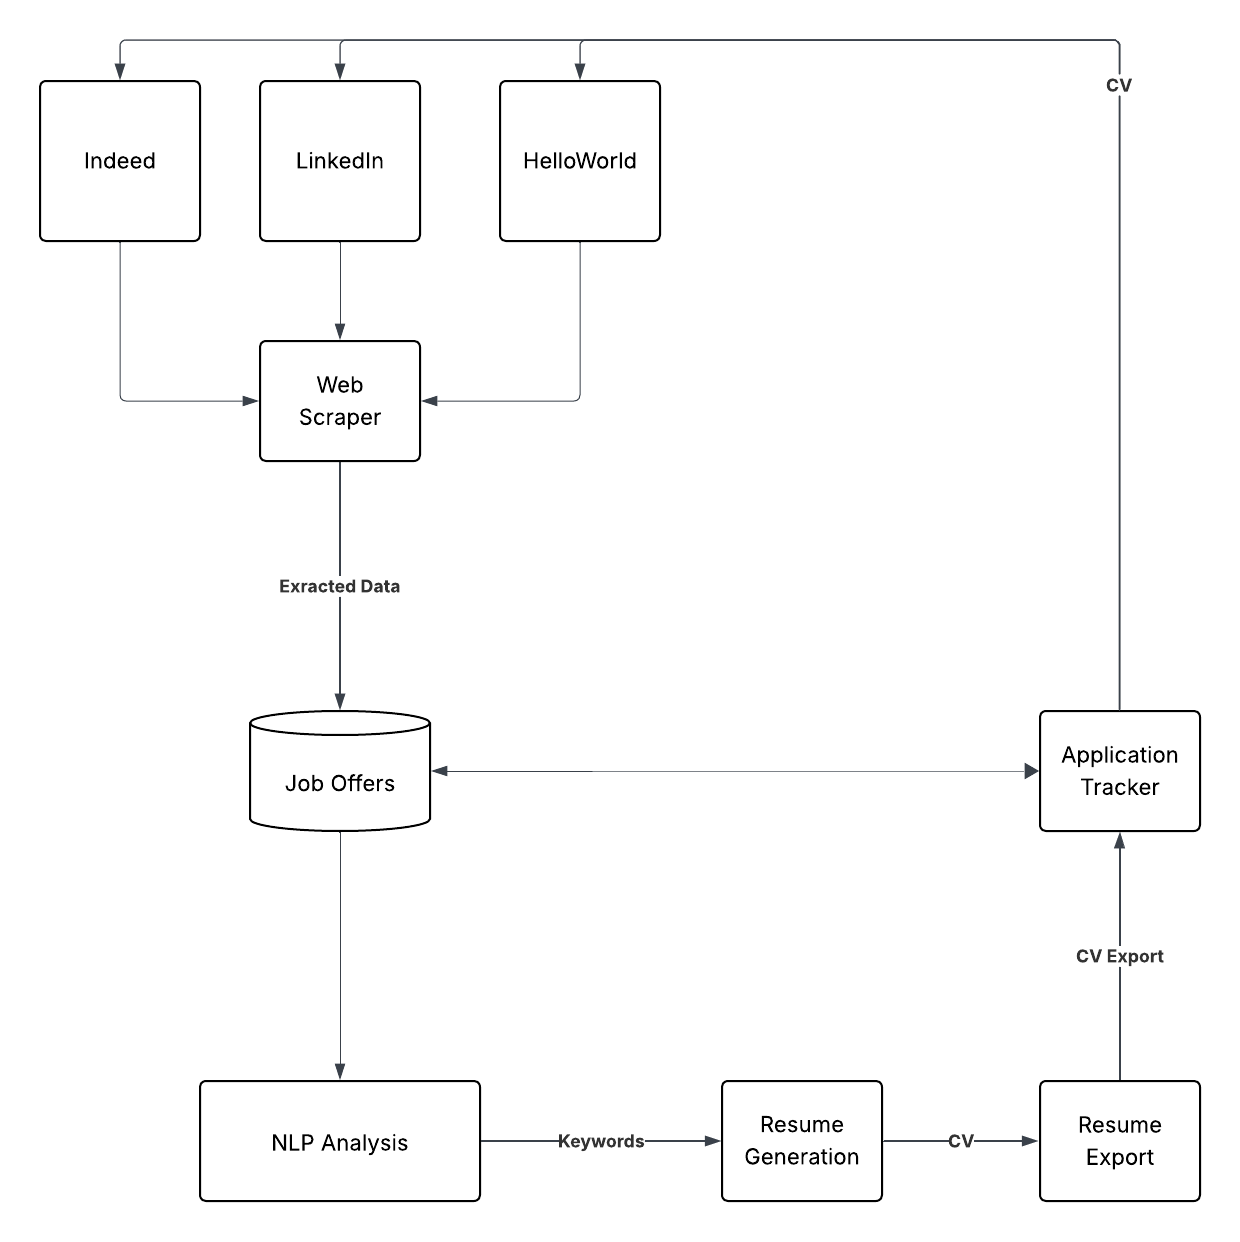 CV
Indeed
LinkedIn
HelloWorld
Web
Scraper
Exracted Data
Job Offers
Application
Tracker
CV Export
NLP Analysis
Keywords
Resume
Generation
CV
Resume
Export